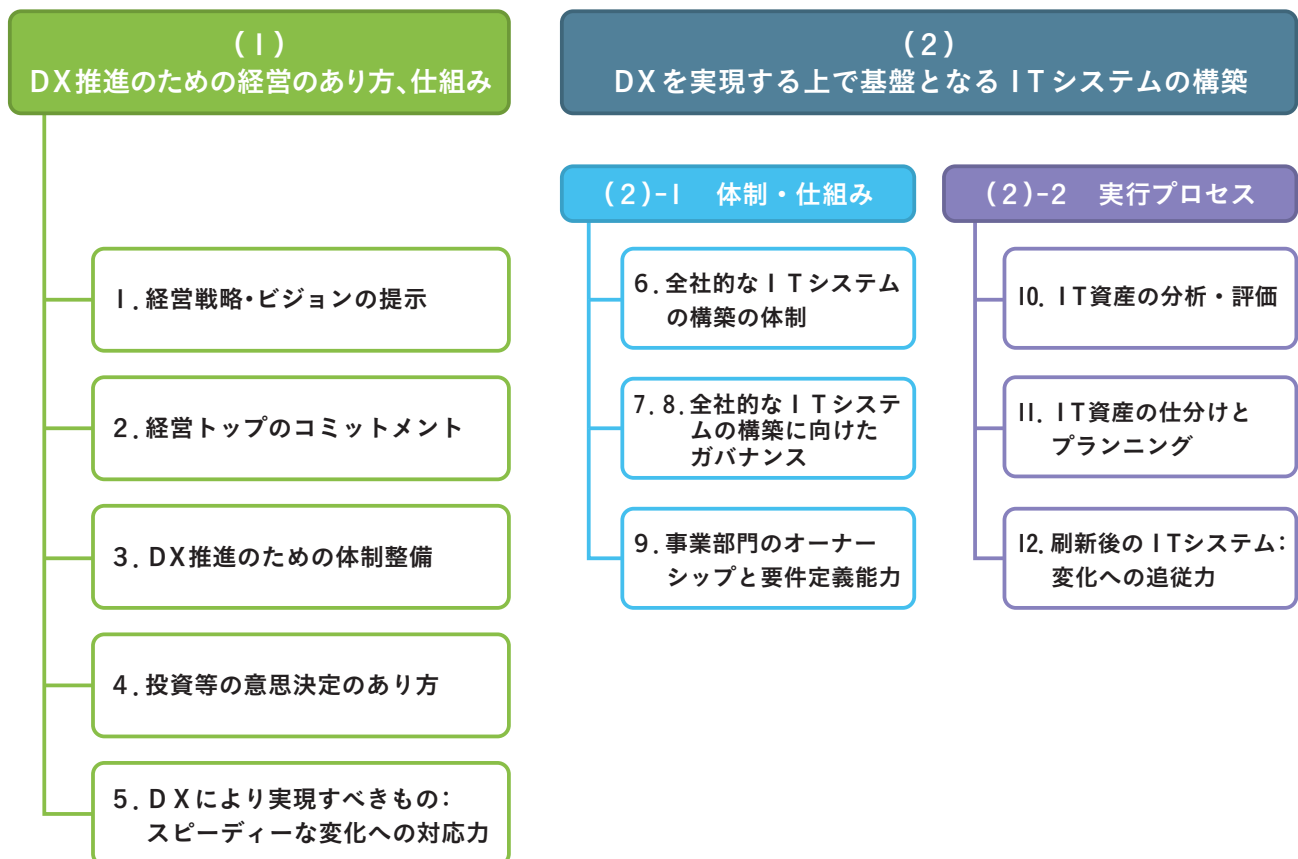 (1)
DX推進のための経営のあり方、仕組み
1.経営戦略・ビジョンの提示
2.経営トップのコミットメント
3.DX推進のための体制整備
4.投資等の意思決定のあり方
5.DXにより実現すべきもの：
スピーディーな変化への対応力
(2)
DXを実現する上で基盤となるITシステムの構築
(2)-1 体制・仕組み
6.全社的なITシステム
の構築の体制
7.8.全社的なITシステ
ムの構築に向けた
ガバナンス
9.事業部門のオーナー
シップと要件定義能力
(2)-2 実行プロセス
10.IT資産の分析・評価
11.IT資産の仕分けと
プランニング
12.刷新後のITシステム：
変化への追従力